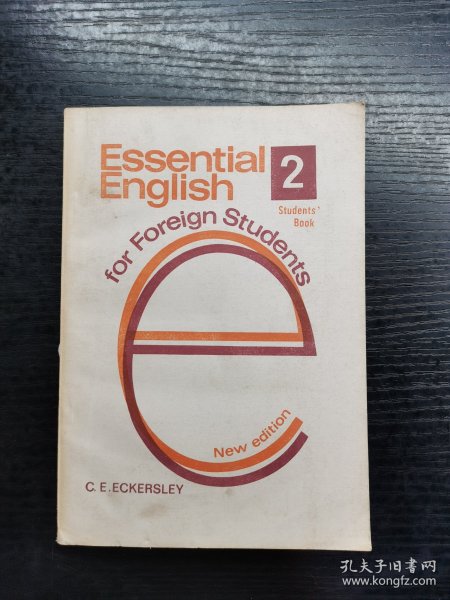 Essential
English
2
Students'
Book
for Foreign Students
New edition
C.E.ECKERSLEY
孔夫子旧书网
www.kongfz.com